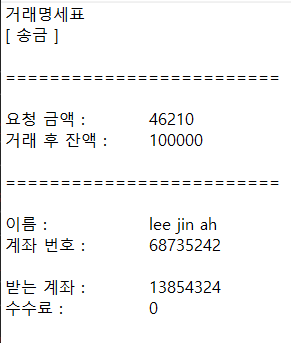 거래명세표
[ 송금 ]
=========================
요청 금액 : 46210
거래 후 잔액 : 100000
=========================
이름 : lee jin ah
계좌 번호 : 68735242
받는 계좌 : 13854324
수수료 : 0